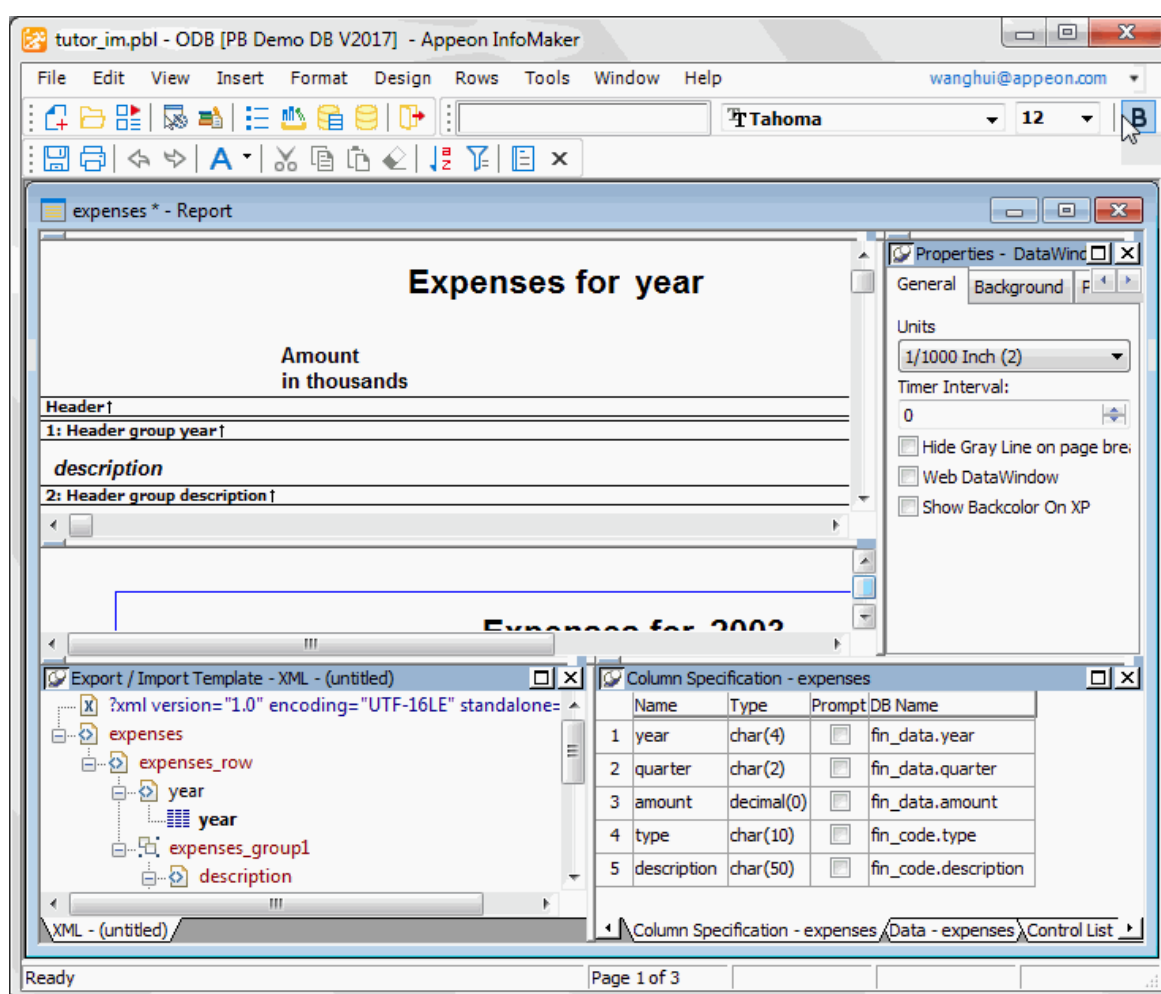 tutor_im.pbl - ODB [PB Demo DB V2017] - Appeon InfoMaker
File Edit View Insert Format Design Rows Tools Window Help wanghui@appeon.com
Tahoma 12 B
A
expenses * - Report
Expenses for year
Amount
in thousands
Header↑
1: Header group year↑
description
2: Header group description↑
Properties - DataWind
General Background
Units
1/1000 Inch (2)
Timer Interval:
0
Hide Gray Line on page brea
Web DataWindow
Show Backcolor On XP
Expenses for 2003
Export / Import Template - XML - (untitled)
?xml version="1.0" encoding="UTF-16LE" standalone=
expenses
expenses_row
year
year
expenses_group1
description
XML - (untitled)
Column Specification - expenses
Name Type Prompt DB Name
1 year char(4) fin_data.year
2 quarter char(2) fin_data.quarter
3 amount decimal(0) fin_data.amount
4 type char(10) fin_code.type
5 description char(50) fin_code.description
Column Specification - expenses Data - expenses Control List
Ready Page 1 of 3